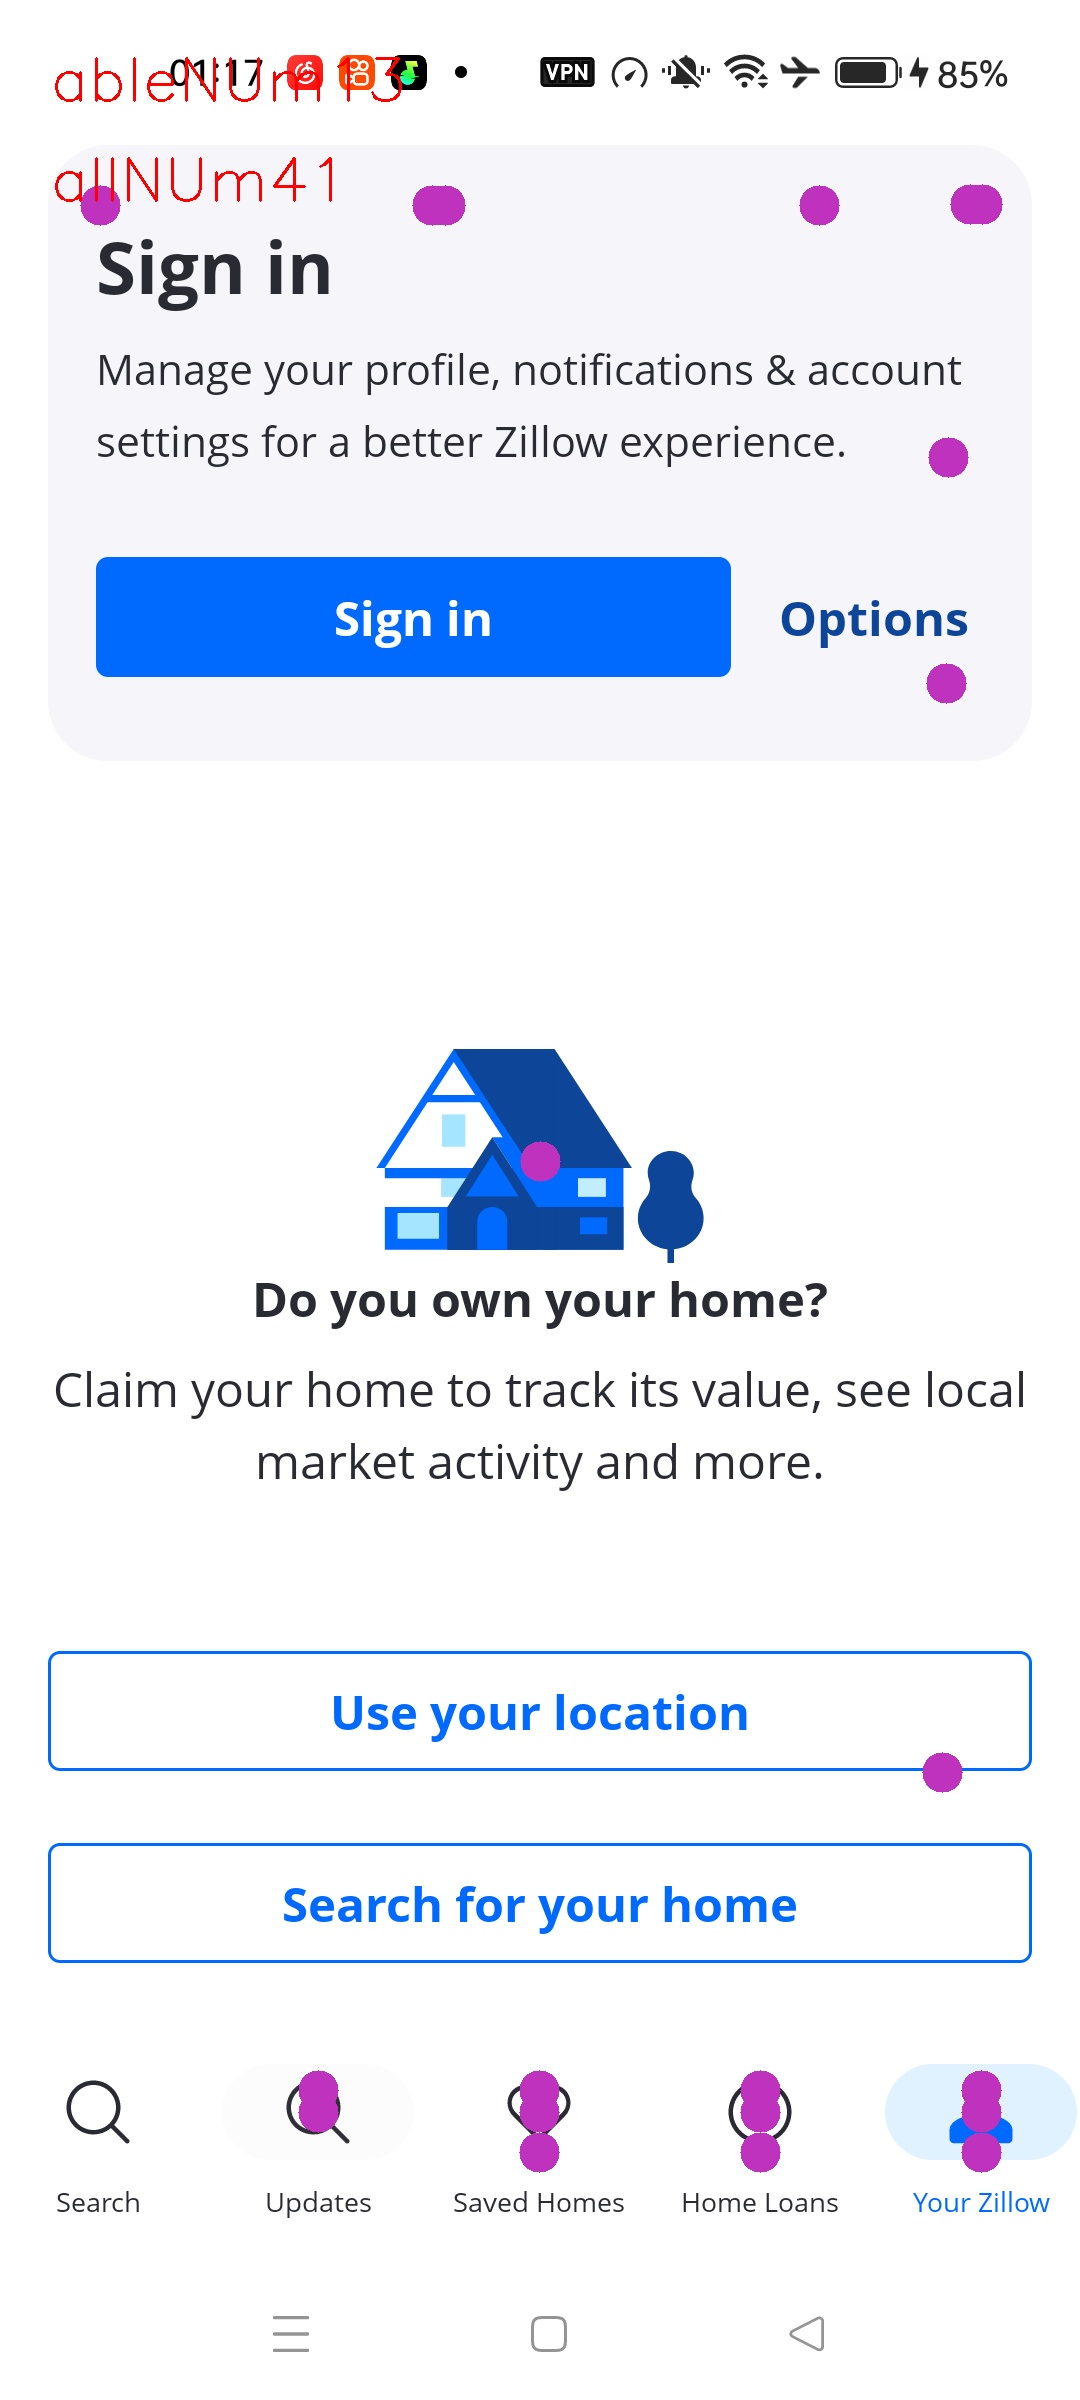 ableNUm13
01:17
VPN
85%
allNUm41
Sign in
Manage your profile, notifications & account
settings for a better Zillow experience.
Sign in
Options
Do you own your home?
Claim your home to track its value, see local
market activity and more.
Use your location
Search for your home
Search
Updates
Saved Homes
Home Loans
Your Zillow